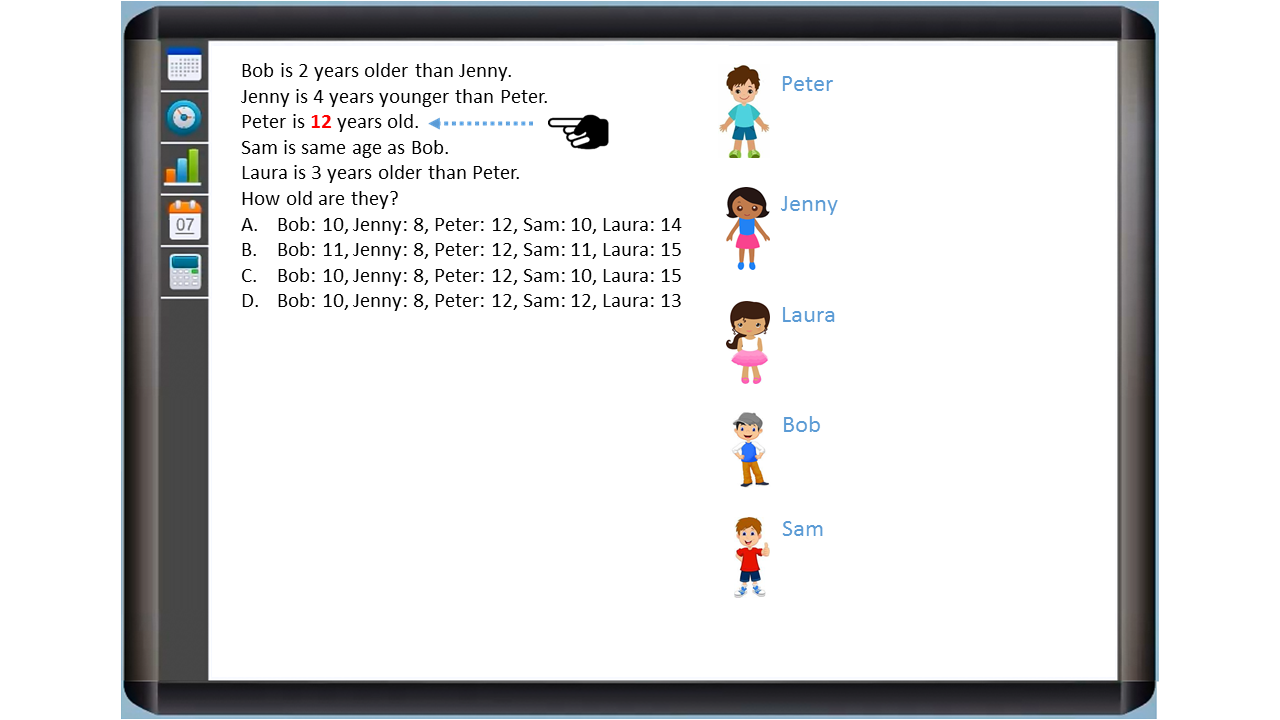 Bob is 2 years older than Jenny.
Jenny is 4 years younger than Peter.
Peter is 12 years old.
Sam is same age as Bob.
Laura is 3 years older than Peter.
How old are they?
A. Bob: 10, Jenny: 8, Peter: 12, Sam: 10, Laura: 14
B. Bob: 11, Jenny: 8, Peter: 12, Sam: 11, Laura: 15
C. Bob: 10, Jenny: 8, Peter: 12, Sam: 10, Laura: 15
D. Bob: 10, Jenny: 8, Peter: 12, Sam: 12, Laura: 13
Peter
Jenny
Laura
Bob
Sam
07